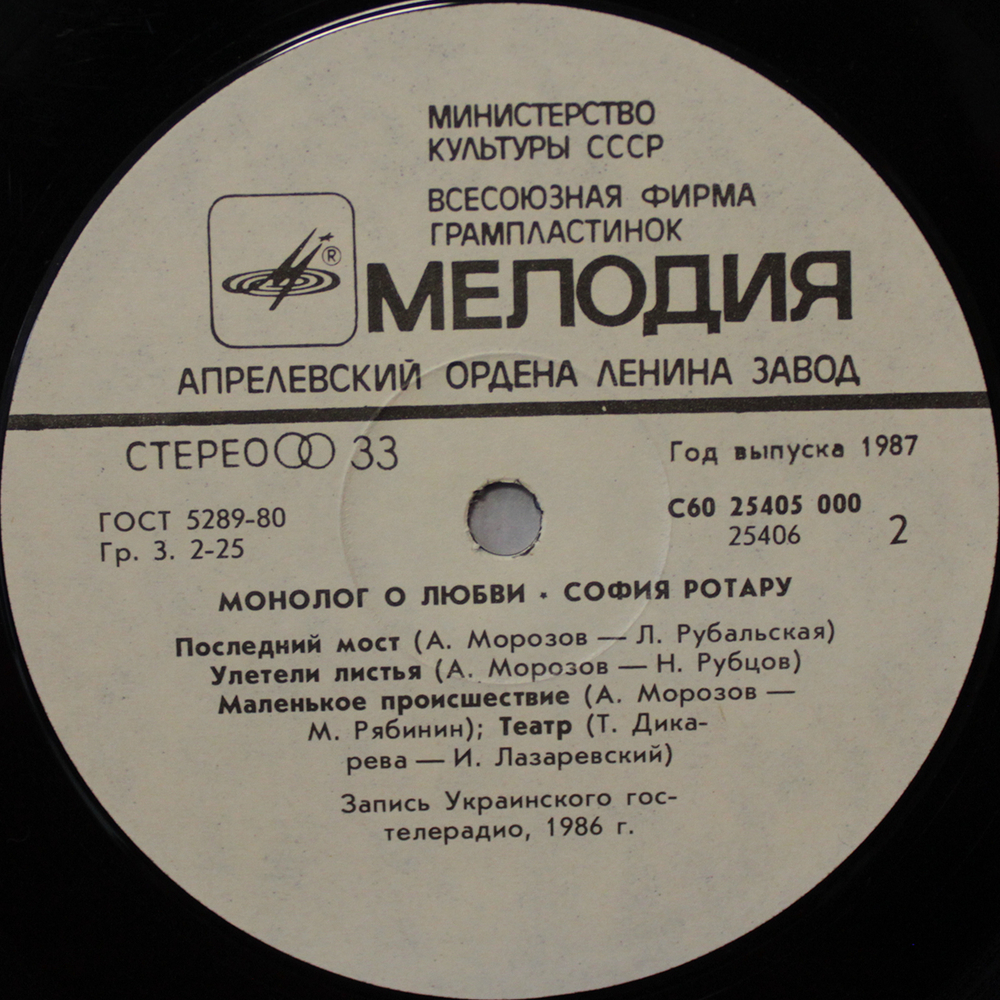 МИНИСТЕРСТВО
КУЛЬТУРЫ СССР
ВСЕСОЮЗНАЯ ФИРМА
ГРАМПЛАСТИНОК
®
МЕЛОДИЯ
АПРЕЛЕВСКИЙ ОРДЕНА ЛЕНИНА ЗАВОД
СТЕРЕО 33
Год выпуска 1987
ГОСТ 5289-80
Гр. 3. 2-25
С60 25405 000
25406
2
МОНОЛОГ О ЛЮБВИ · СОФИЯ РОТАРУ
Последний мост (А. Морозов — Л. Рубальская)
Улетели листья (А. Морозов — Н. Рубцов)
Маленькое происшествие (А. Морозов —
М. Рябинин); Театр (Т. Дика-
рева — И. Лазаревский)
Запись Украинского гос-
телерадио, 1986 г.